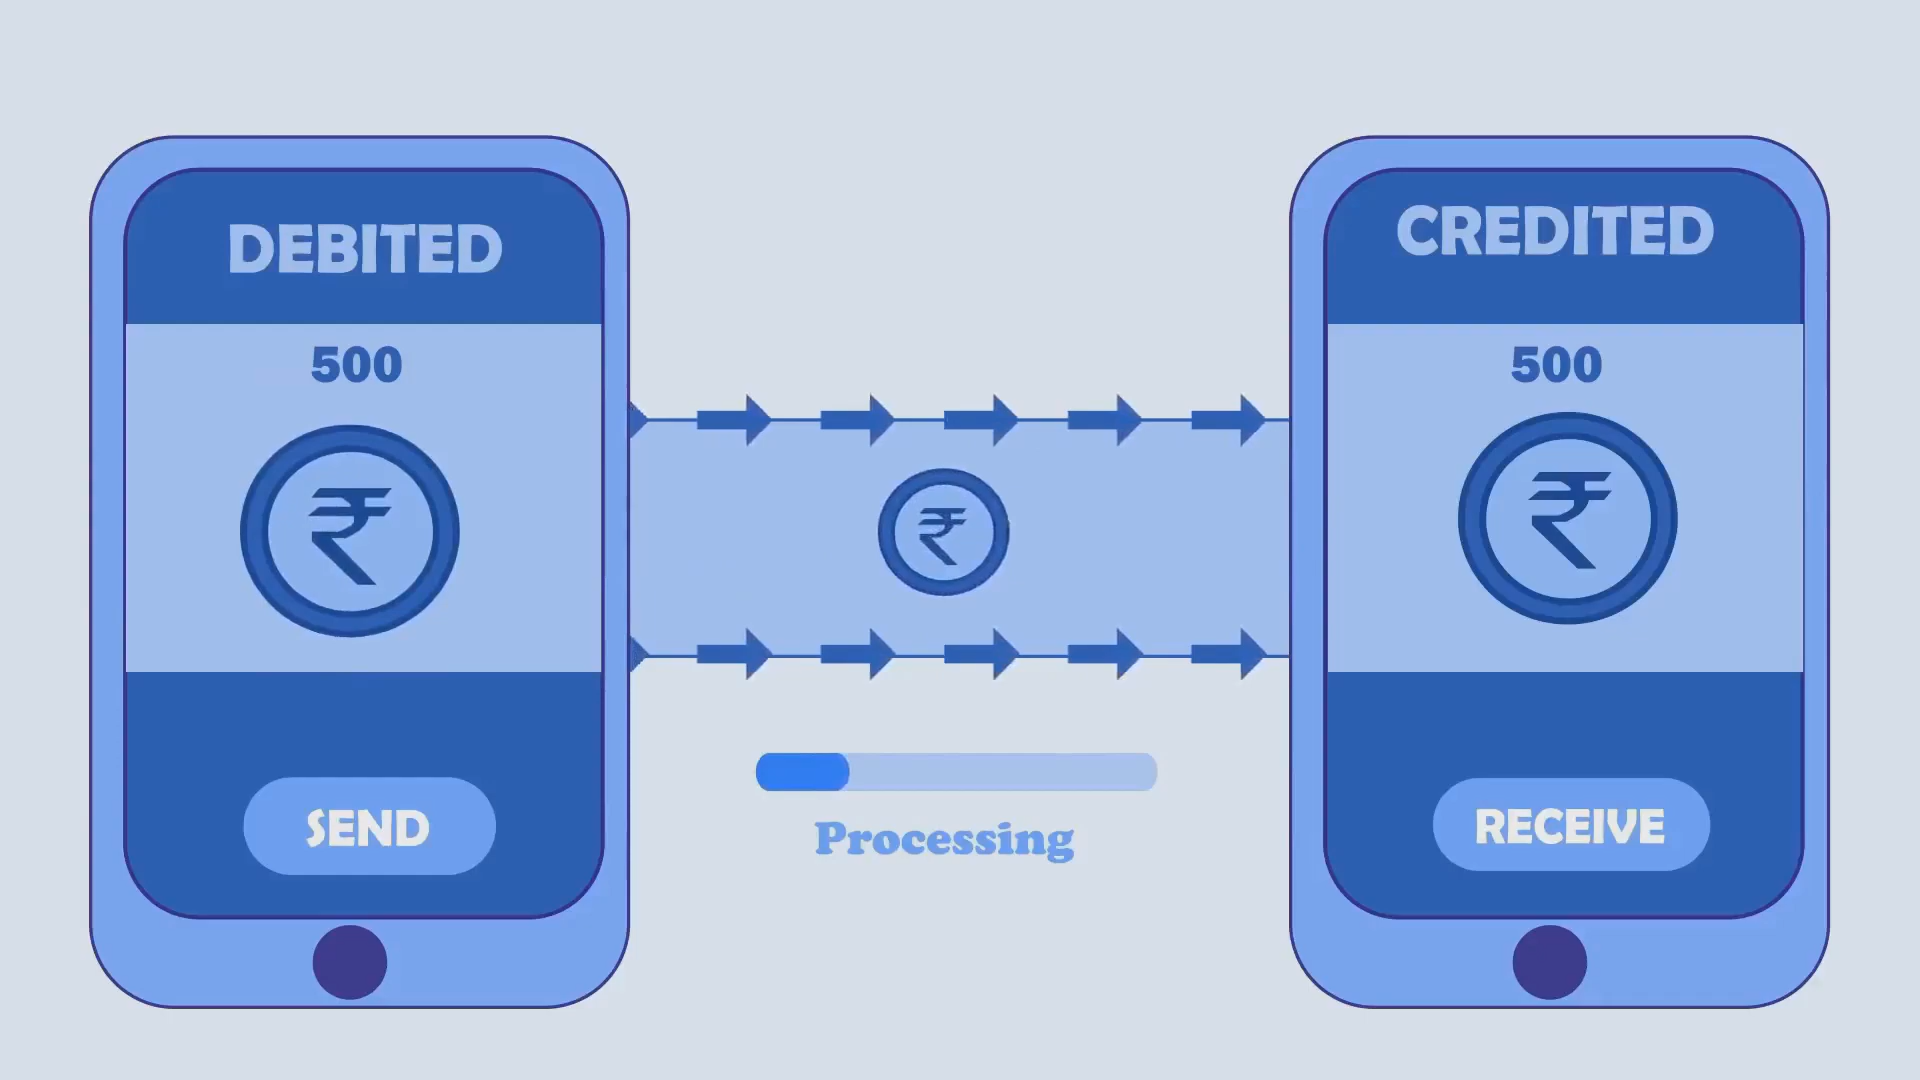 DEBITED
500
₹
SEND
₹
Processing
CREDITED
500
₹
RECEIVE